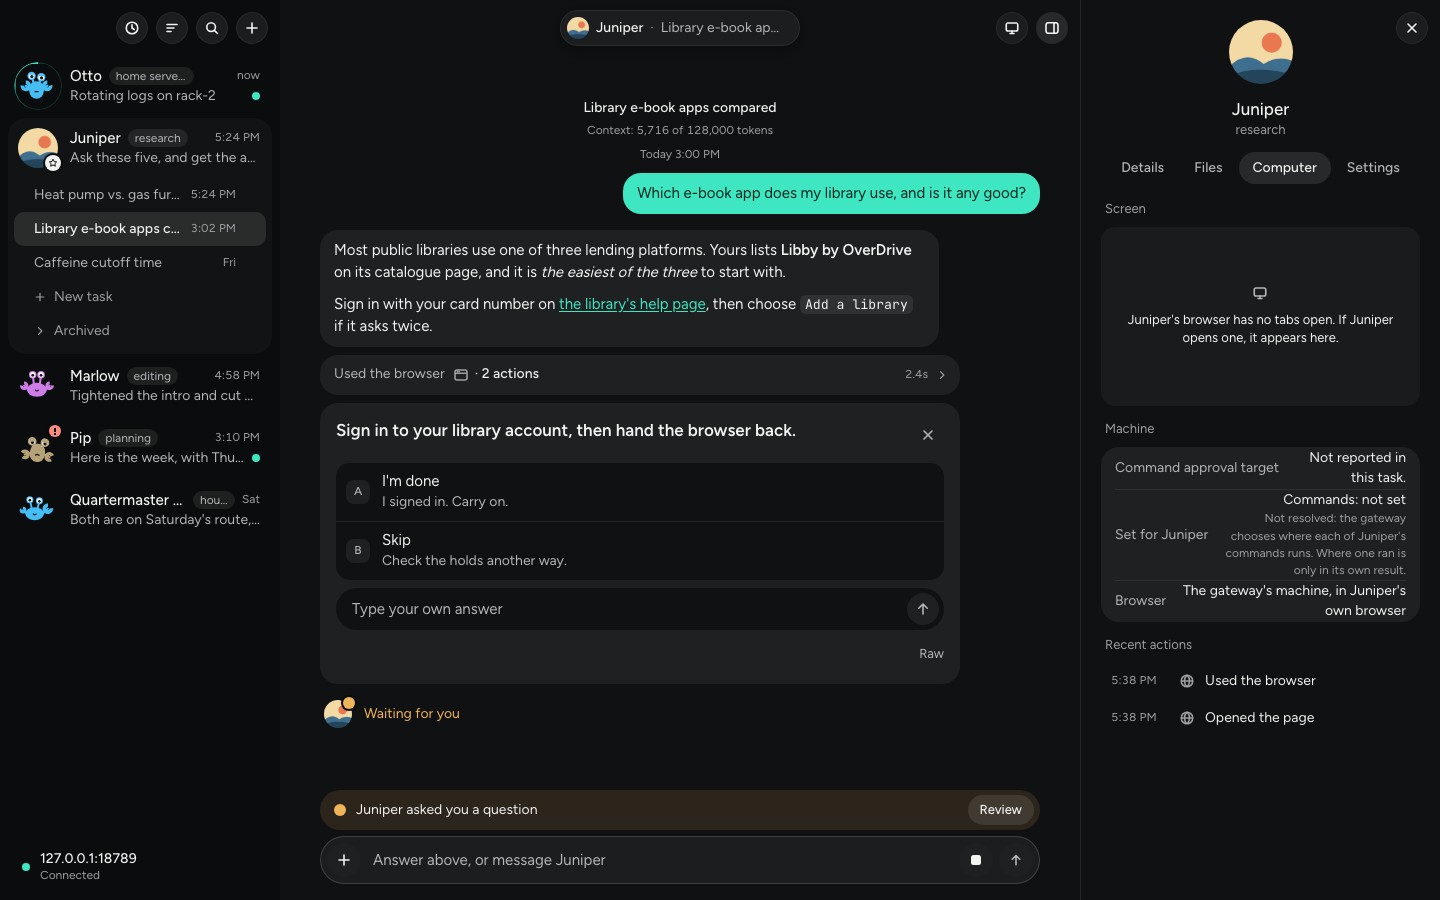 Otto home serve... now
Rotating logs on rack-2
Juniper research 5:24 PM
Ask these five, and get the a...
Heat pump vs. gas fur... 5:24 PM
Library e-book apps c... 3:02 PM
Caffeine cutoff time Fri
New task
Archived
Marlow editing 4:58 PM
Tightened the intro and cut ...
Pip planning 3:10 PM
Here is the week, with Thu...
Quartermaster ... hou... Sat
Both are on Saturday's route,...
127.0.0.1:18789
Connected
Juniper · Library e-book ap...
Library e-book apps compared
Context: 5,716 of 128,000 tokens
Today 3:00 PM
Which e-book app does my library use, and is it any good?
Most public libraries use one of three lending platforms. Yours lists Libby by OverDrive
on its catalogue page, and it is the easiest of the three to start with.
Sign in with your card number on the library's help page, then choose Add a library
if it asks twice.
Used the browser · 2 actions 2.4s
Sign in to your library account, then hand the browser back.
A I'm done
I signed in. Carry on.
B Skip
Check the holds another way.
Type your own answer
Raw
Waiting for you
Juniper asked you a question Review
Answer above, or message Juniper
Juniper
research
Details Files Computer Settings
Screen
Juniper's browser has no tabs open. If Juniper
opens one, it appears here.
Machine
Command approval target Not reported in
this task.
Set for Juniper Commands: not set
Not resolved: the gateway
chooses where each of Juniper's
commands runs. Where one ran is
only in its own result.
Browser The gateway's machine, in Juniper's
own browser
Recent actions
5:38 PM Used the browser
5:38 PM Opened the page